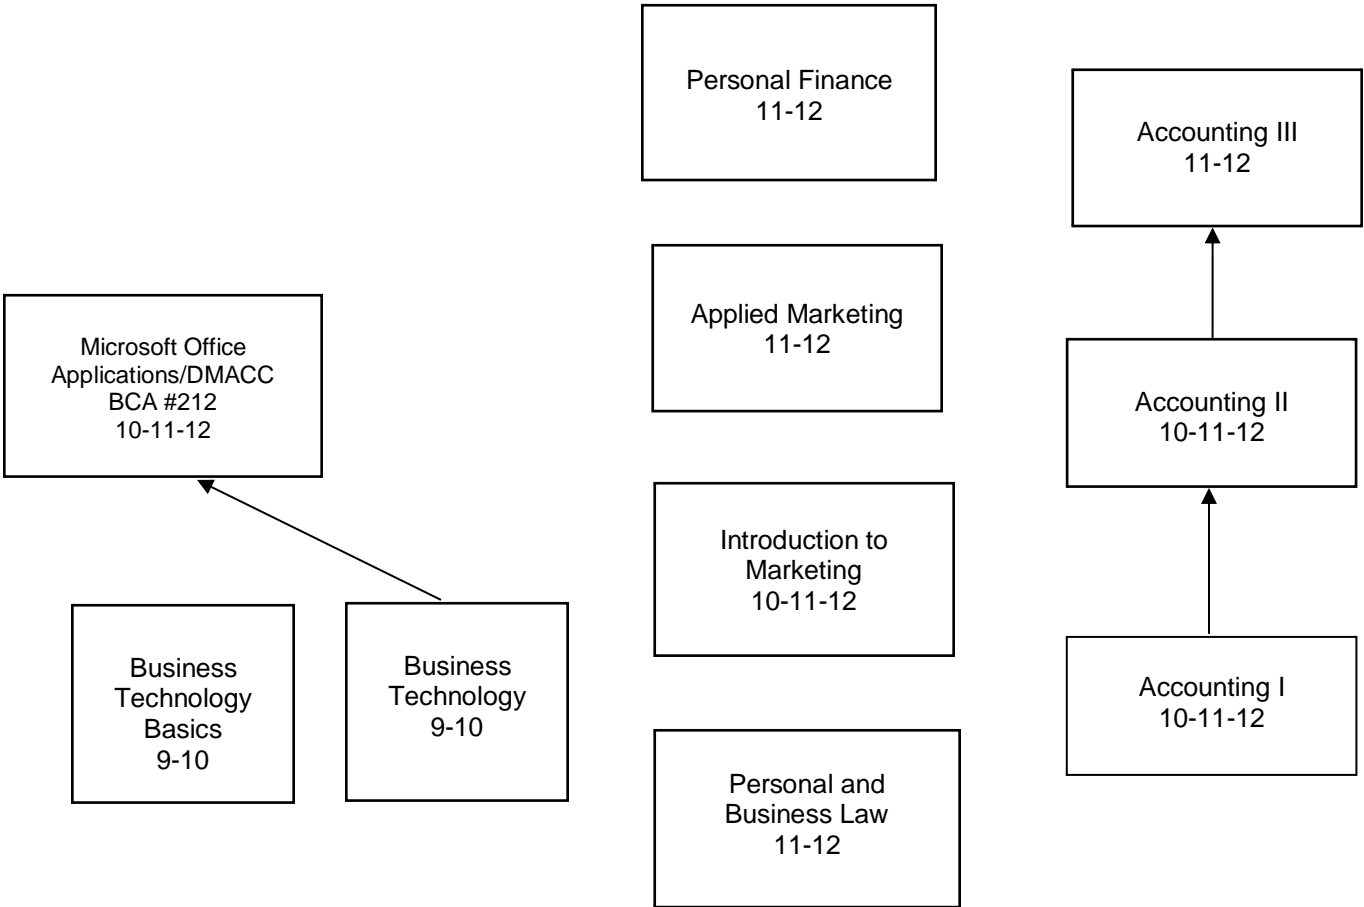 Personal Finance
11-12
Accounting III
11-12
Applied Marketing
11-12
Microsoft Office
Applications/DMACC
BCA #212
10-11-12
Accounting II
10-11-12
Introduction to
Marketing
10-11-12
Business
Technology
Basics
9-10
Business
Technology
9-10
Accounting I
10-11-12
Personal and
Business Law
11-12